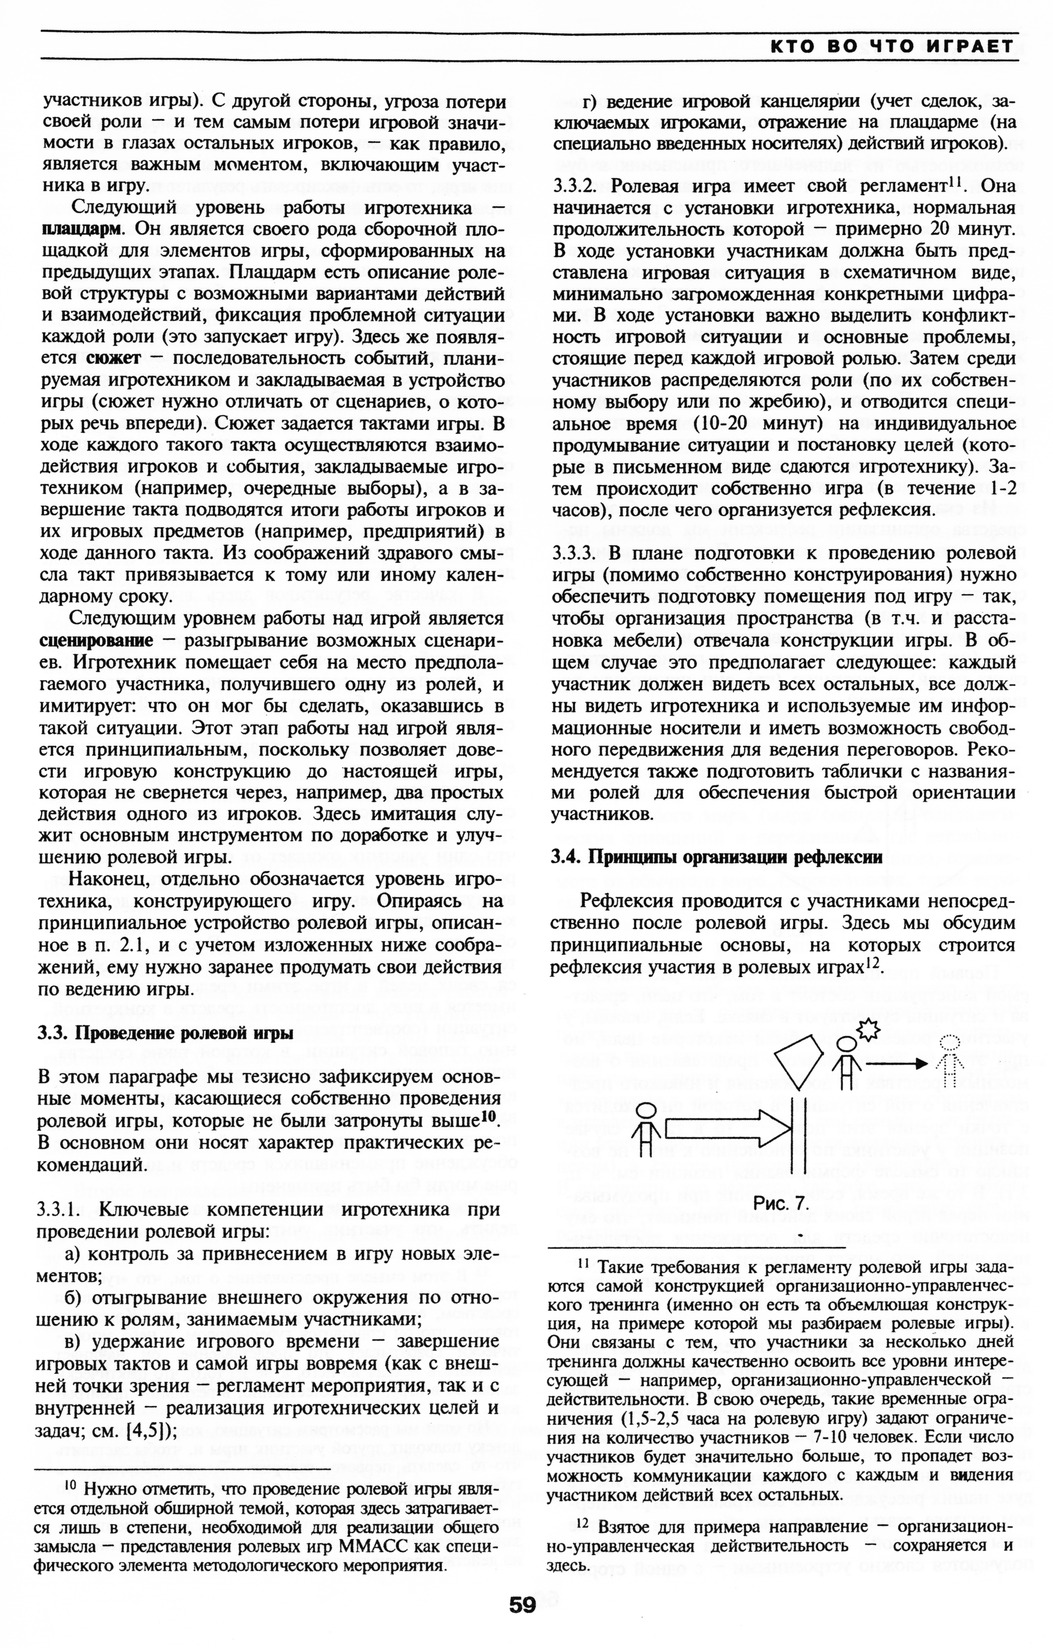 КТО ВО ЧТО ИГРАЕТ
участников игры). С другой стороны, угроза потери
своей роли — и тем самым потери игровой значи-
мости в глазах остальных игроков, — как правило,
является важным моментом, включающим участ-
ника в игру.
Следующий уровень работы игротехника —
плацдарм. Он является своего рода сборочной пло-
щадкой для элементов игры, сформированных на
предыдущих этапах. Плацдарм есть описание роле-
вой структуры с возможными вариантами действий
и взаимодействий, фиксация проблемной ситуации
каждой роли (это запускает игру). Здесь же появля-
ется сюжет — последовательность событий, плани-
руемая игротехником и закладываемая в устройство
игры (сюжет нужно отличать от сценариев, о кото-
рых речь впереди). Сюжет задается тактами игры. В
ходе каждого такого такта осуществляются взаимо-
действия игроков и события, закладываемые игро-
техником (например, очередные выборы), а в за-
вершение такта подводятся итоги работы игроков и
их игровых предметов (например, предприятий) в
ходе данного такта. Из соображений здравого смы-
сла такт привязывается к тому или иному кален-
дарному сроку.
Следующим уровнем работы над игрой является
сценирование — разыгрывание возможных сценари-
ев. Игротехник помещает себя на место предпола-
гаемого участника, получившего одну из ролей, и
имитирует: что он мог бы сделать, оказавшись в
такой ситуации. Этот этап работы над игрой явля-
ется принципиальным, поскольку позволяет дове-
сти игровую конструкцию до настоящей игры,
которая не свернется через, например, два простых
действия одного из игроков. Здесь имитация слу-
жит основным инструментом по доработке и улуч-
шению ролевой игры.
Наконец, отдельно обозначается уровень игро-
техника, конструирующего игру. Опираясь на
принципиальное устройство ролевой игры, описан-
ное в п. 2.1, и с учетом изложенных ниже сообра-
жений, ему нужно заранее продумать свои действия
по ведению игры.
3.3. Проведение ролевой игры
В этом параграфе мы тезисно зафиксируем основ-
ные моменты, касающиеся собственно проведения
ролевой игры, которые не были затронуты выше¹⁰.
В основном они носят характер практических ре-
комендаций.
3.3.1. Ключевые компетенции игротехника при
проведении ролевой игры:
а) контроль за привнесением в игру новых эле-
ментов;
б) отыгрывание внешнего окружения по отно-
шению к ролям, занимаемым участниками;
в) удержание игрового времени — завершение
игровых тактов и самой игры вовремя (как с внеш-
ней точки зрения — регламент мероприятия, так и с
внутренней — реализация игротехнических целей и
задач; см. [4,5]);
¹⁰ Нужно отметить, что проведение ролевой игры явля-
ется отдельной обширной темой, которая здесь затрагивает-
ся лишь в степени, необходимой для реализации общего
замысла — представления ролевых игр ММАСС как специ-
фического элемента методологического мероприятия.
г) ведение игровой канцелярии (учет сделок, за-
ключаемых игроками, отражение на плацдарме (на
специально введенных носителях) действий игроков).
3.3.2. Ролевая игра имеет свой регламент¹¹. Она
начинается с установки игротехника, нормальная
продолжительность которой — примерно 20 минут.
В ходе установки участникам должна быть пред-
ставлена игровая ситуация в схематичном виде,
минимально загроможденная конкретными цифра-
ми. В ходе установки важно выделить конфликт-
ность игровой ситуации и основные проблемы,
стоящие перед каждой игровой ролью. Затем среди
участников распределяются роли (по их собствен-
ному выбору или по жребию), и отводится специ-
альное время (10-20 минут) на индивидуальное
продумывание ситуации и постановку целей (кото-
рые в письменном виде сдаются игротехнику). За-
тем происходит собственно игра (в течение 1-2
часов), после чего организуется рефлексия.
3.3.3. В плане подготовки к проведению ролевой
игры (помимо собственно конструирования) нужно
обеспечить подготовку помещения под игру — так,
чтобы организация пространства (в т.ч. и расста-
новка мебели) отвечала конструкции игры. В об-
щем случае это предполагает следующее: каждый
участник должен видеть всех остальных, все долж-
ны видеть игротехника и используемые им инфор-
мационные носители и иметь возможность свобод-
ного передвижения для ведения переговоров. Реко-
мендуется также подготовить таблички с названия-
ми ролей для обеспечения быстрой ориентации
участников.
3.4. Принципы организации рефлексии
Рефлексия проводится с участниками непосред-
ственно после ролевой игры. Здесь мы обсудим
принципиальные основы, на которых строится
рефлексия участия в ролевых играх¹².
Рис. 7.
¹¹ Такие требования к регламенту ролевой игры зада-
ются самой конструкцией организационно-управленчес-
кого тренинга (именно он есть та объемлющая конструк-
ция, на примере которой мы разбираем ролевые игры).
Они связаны с тем, что участники за несколько дней
тренинга должны качественно освоить все уровни интере-
сующей — например, организационно-управленческой —
действительности. В свою очередь, такие временные огра-
ничения (1,5-2,5 часа на ролевую игру) задают ограниче-
ния на количество участников — 7-10 человек. Если число
участников будет значительно больше, то пропадет воз-
можность коммуникации каждого с каждым и видения
участником действий всех остальных.
¹² Взятое для примера направление — организацион-
но-управленческая действительность — сохраняется и
здесь.
59